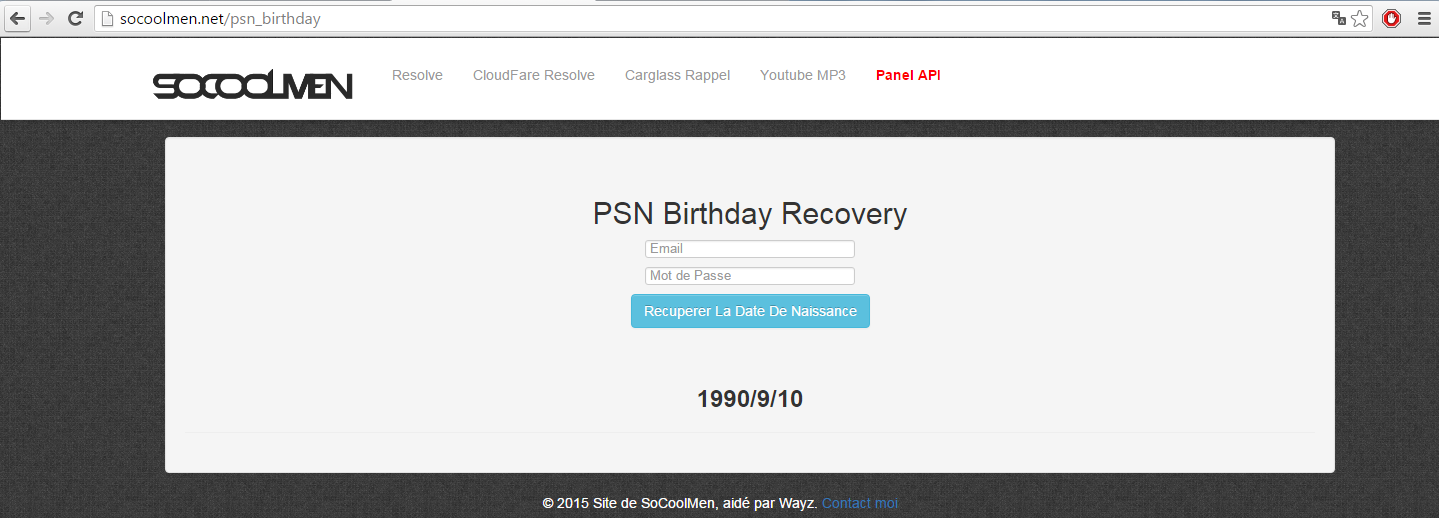 socoolmen.net/psn_birthday
SOCOOLMEN Resolve CloudFare Resolve Carglass Rappel Youtube MP3 Panel API
PSN Birthday Recovery
Email
Mot de Passe
Recuperer La Date De Naissance
1990/9/10
© 2015 Site de SoCoolMen, aidé par Wayz. Contact moi